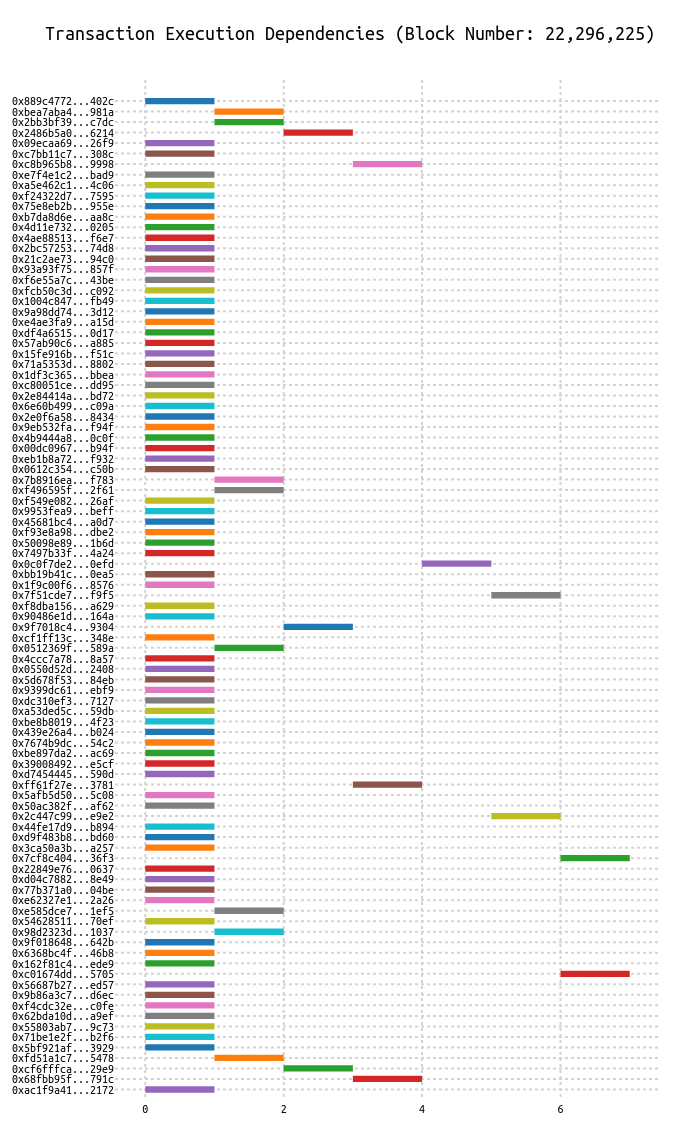 Transaction Execution Dependencies (Block Number: 22,296,225)
0x889c4772...402c
0xbea7aba4...981a
0x2bb3bf39...c7dc
0x2486b5a0...6214
0x09ecaa69...26f9
0xc7bb11c7...308c
0xc8b965b8...9998
0xe7f4e1c2...bad9
0xa5e462c1...4c06
0xf24322d7...7595
0x75e8eb2b...955e
0xb7da8d6e...aa8c
0x4d11e732...0205
0x4ae88513...f6e7
0x2bc57253...74d8
0x21c2ae73...94c0
0x93a93f75...857f
0xf6e55a7c...43be
0xfcb50c3d...c092
0x1004c847...fb49
0x9a98dd74...3d12
0xe4ae3fa9...a15d
0xdf4a6515...0d17
0x57ab90c6...a885
0x15fe916b...f51c
0x71a5353d...8802
0x1df3c365...bbea
0xc80051ce...dd95
0x2e84414a...bd72
0x6e60b499...c09a
0x2e0f6a58...8434
0x9eb532fa...f94f
0x4b9444a8...0c0f
0x00dc0967...b94f
0xeb1b8a72...f932
0x0612c354...c50b
0x7b8916ea...f783
0xf496595f...2f61
0xf549e082...26af
0x9953fea9...beff
0x45681bc4...a0d7
0xf93e8a98...dbe2
0x50098e89...1b6d
0x7497b33f...4a24
0x0c0f7de2...0efd
0xbb19b41c...0ea5
0x1f9c00f6...8576
0x7f51cde7...f9f5
0xf8dba156...a629
0x90486e1d...164a
0x9f7018c4...9304
0xcf1ff13c...348e
0x0512369f...589a
0x4ccc7a78...8a57
0x0550d52d...2408
0x5d678f53...84eb
0x9399dc61...ebf9
0xdc310ef3...7127
0xa53ded5c...59db
0xbe8b8019...4f23
0x439e26a4...b024
0x7674b9dc...54c2
0xbe897da2...ac69
0x39008492...e5cf
0xd7454445...590d
0xff61f27e...3781
0x5afb5d50...5c08
0x50ac382f...af62
0x2c447c99...e9e2
0x44fe17d9...b894
0xd9f483b8...bd60
0x3ca50a3b...a257
0x7cf8c404...36f3
0x22849e76...0637
0xd04c7882...8e49
0x77b371a0...04be
0xe62327e1...2a26
0xe585dce7...1ef5
0x54628511...70ef
0x98d2323d...1037
0x9f018648...642b
0x6368bc4f...46b8
0x162f81c4...ede9
0xc01674dd...5705
0x56687b27...ed57
0x9b86a3c7...d6ec
0xf4cdc32e...c0fe
0x62bda10d...a9ef
0x55803ab7...9c73
0x71be1e2f...b2f6
0x5bf921af...3929
0xfd51a1c7...5478
0xcf6fffca...29e9
0x68fbb95f...791c
0xac1f9a41...2172
0 2 4 6